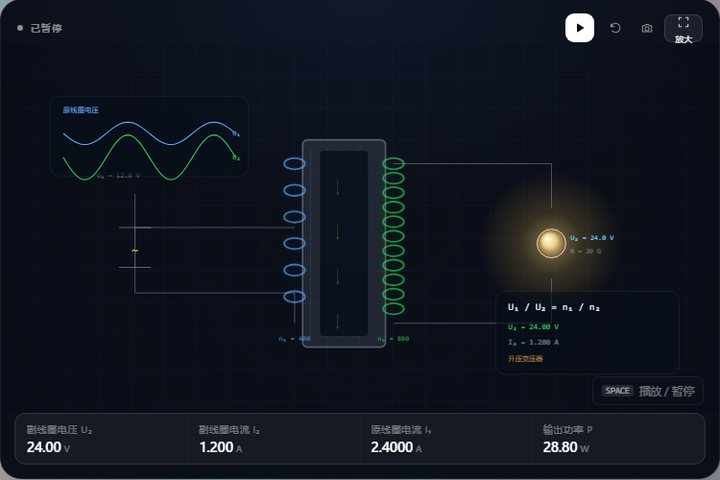 已暂停
放大
原线圈电压
u₁
u₂
U₁ = 12.0 V
~
U₂ = 24.0 V
R = 20 Ω
n₁ = 400
n₂ = 800
U₁ / U₂ = n₁ / n₂
U₂ = 24.00 V
I₂ = 1.200 A
升压变压器
SPACE 播放 / 暂停
副线圈电压 U₂
24.00 V
副线圈电流 I₂
1.200 A
原线圈电流 I₁
2.4000 A
输出功率 P
28.80 W